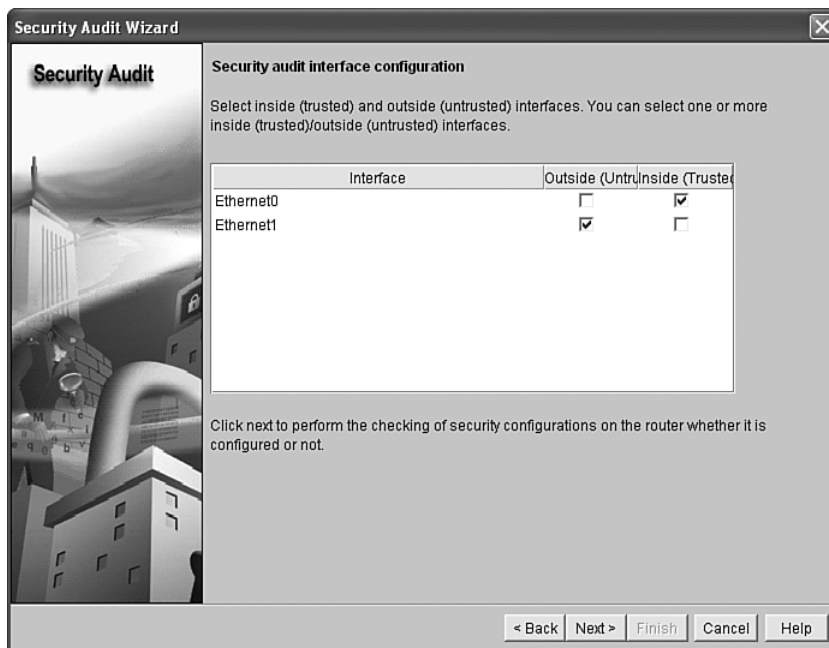 Security Audit Wizard
Security Audit
Security audit interface configuration
Select inside (trusted) and outside (untrusted) interfaces. You can select one or more
inside (trusted)/outside (untrusted) interfaces.
Interface Outside (Untru Inside (Trusted
Ethernet0
Ethernet1
Click next to perform the checking of security configurations on the router whether it is
configured or not.
< Back Next > Finish Cancel Help